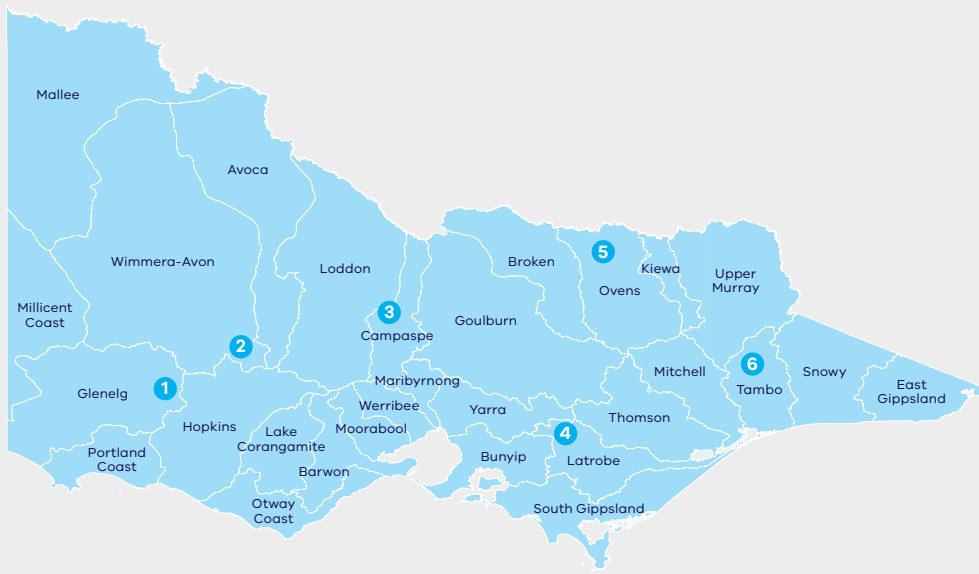 Mallee
Avoca
Wimmera-Avon
Loddon
Broken
5
Kiewa
Ovens
Upper
Murray
Millicent
Coast
3
Goulburn
Campaspe
2
1
Glenelg
Maribyrnong
Mitchell
6
Tambo
Snowy
East
Gippsland
Werribee
Yarra
Thomson
Hopkins
Lake
Corangamite
Moorabool
4
Portland
Coast
Barwon
Bunyip
Latrobe
Otway
Coast
South Gippsland